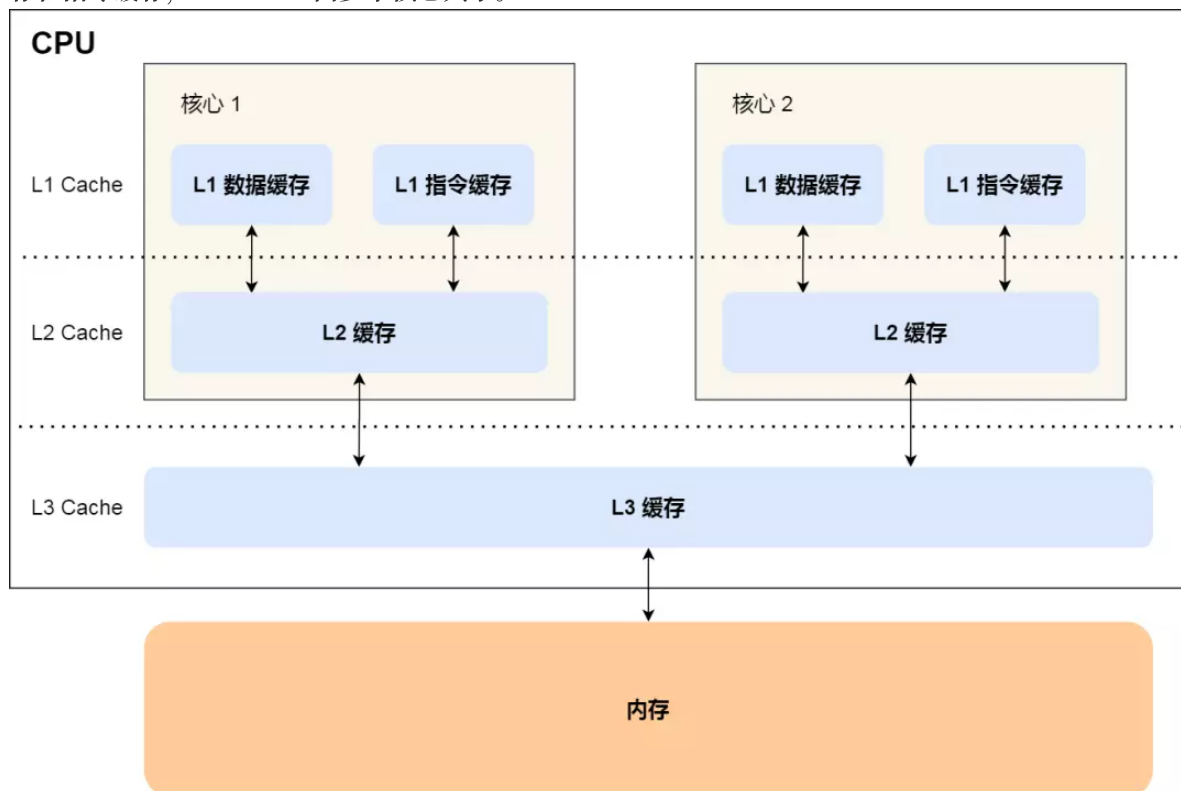 CPU
核心 1
核心 2
L1 Cache
L1 数据缓存
L1 指令缓存
L1 数据缓存
L1 指令缓存
L2 Cache
L2 缓存
L2 缓存
L3 Cache
L3 缓存
内存